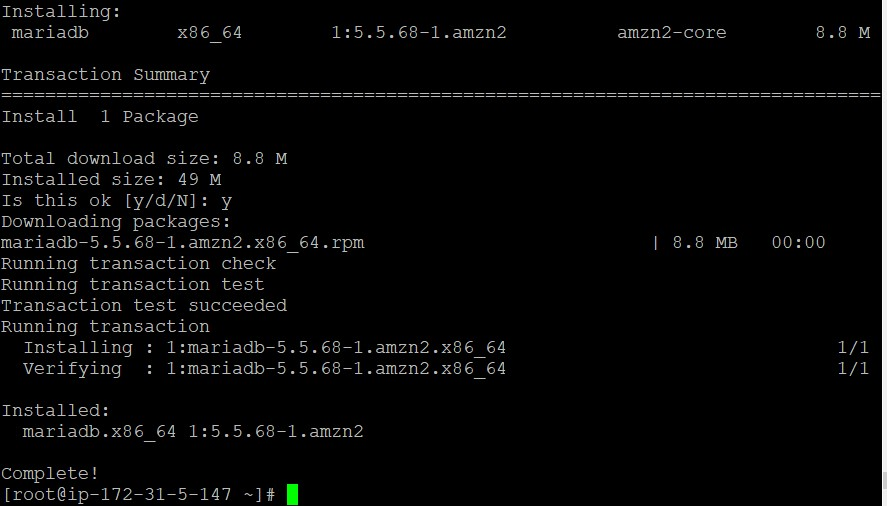 Installing:
 mariadb        x86_64        1:5.5.68-1.amzn2        amzn2-core        8.8 M
Transaction Summary
================================================================================
Install  1 Package
Total download size: 8.8 M
Installed size: 49 M
Is this ok [y/d/N]: y
Downloading packages:
mariadb-5.5.68-1.amzn2.x86_64.rpm                          | 8.8 MB   00:00
Running transaction check
Running transaction test
Transaction test succeeded
Running transaction
  Installing : 1:mariadb-5.5.68-1.amzn2.x86_64                              1/1
  Verifying  : 1:mariadb-5.5.68-1.amzn2.x86_64                              1/1
Installed:
  mariadb.x86_64 1:5.5.68-1.amzn2
Complete!
[root@ip-172-31-5-147 ~]#